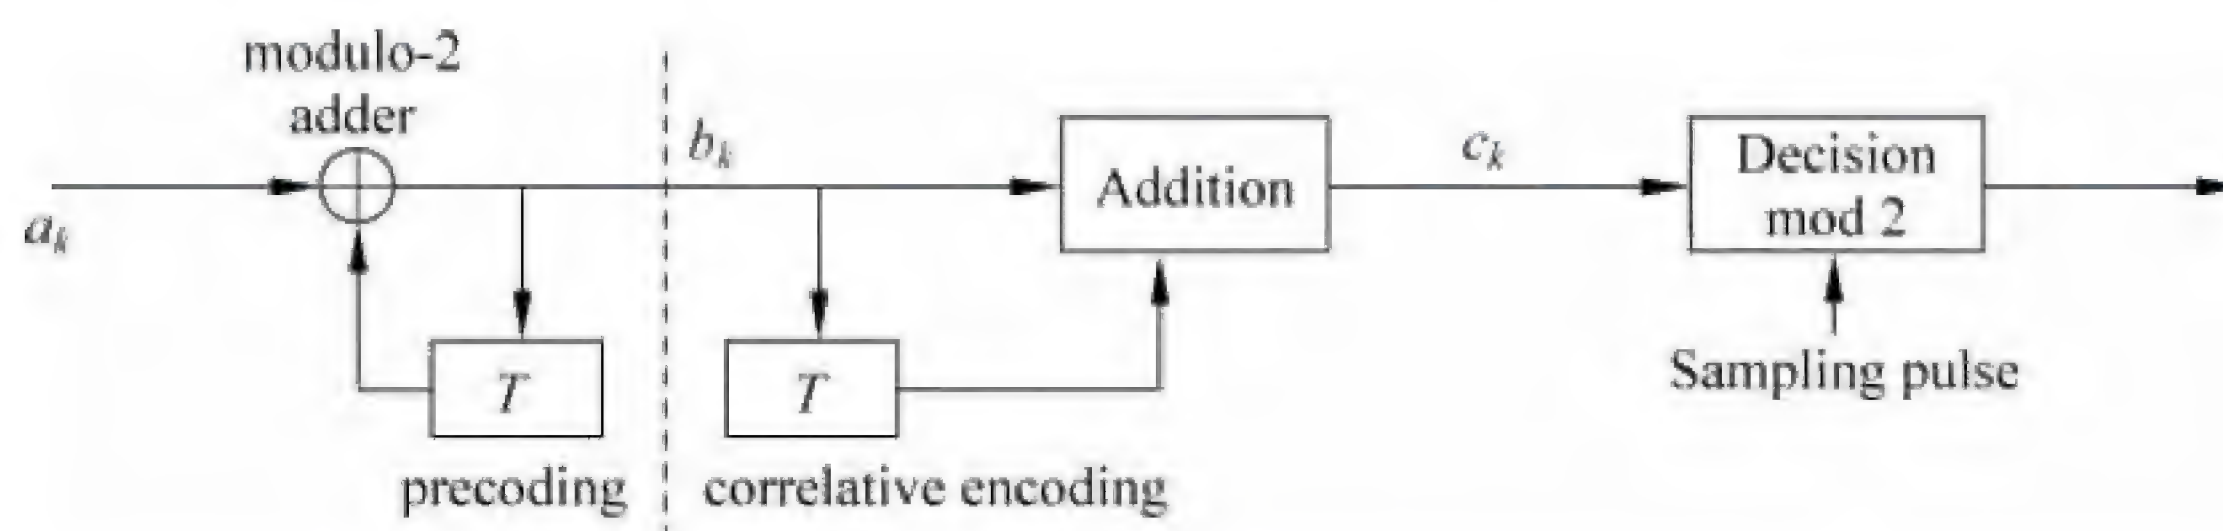 modulo-2
adder
a_k
b_k
Addition
c_k
Decision
mod 2
T
T
Sampling pulse
precoding
correlative encoding